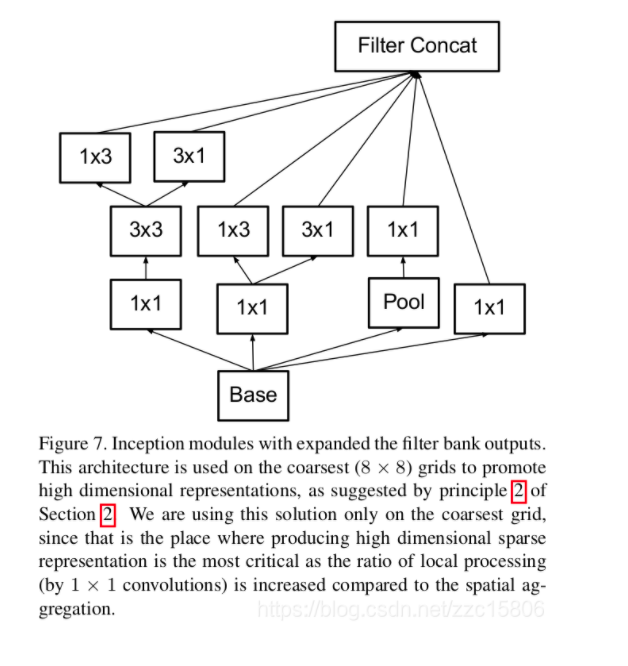 Filter Concat
1x3 3x1
3x3 1x3 3x1 1x1
1x1 1x1 Pool 1x1
Base
Figure 7. Inception modules with expanded the filter bank outputs.
This architecture is used on the coarsest (8 × 8) grids to promote
high dimensional representations, as suggested by principle 2 of
Section 2 We are using this solution only on the coarsest grid,
since that is the place where producing high dimensional sparse
representation is the most critical as the ratio of local processing
(by 1 × 1 convolutions) is increased compared to the spatial ag-
gregation.
https://blog.csdn.net/zzc15806